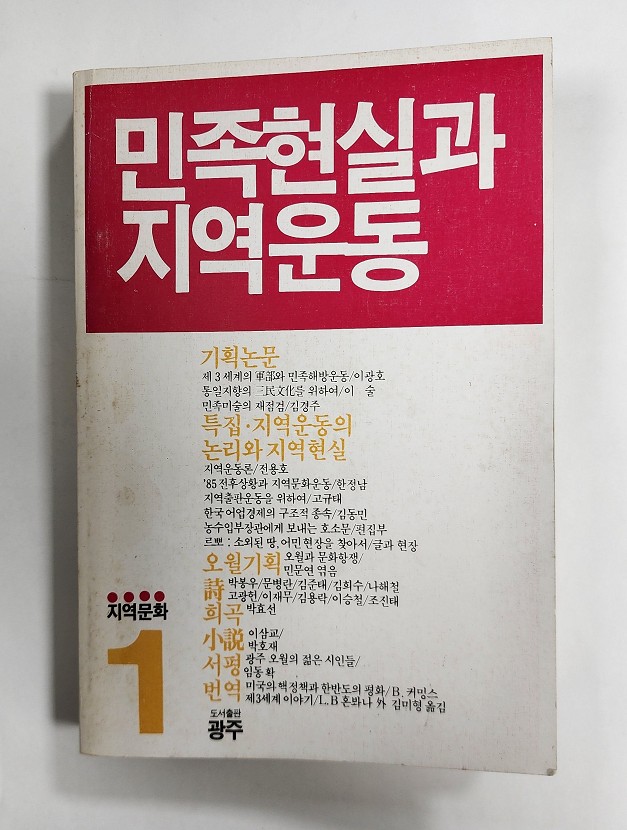 민족현실과
지역운동
기획논문
제3세계의 軍部와 민족해방운동/이광호
통일지향의 三民文化를 위하여/이 술
민족미술의 재점검/김경주
특집·지역운동의
논리와 지역현실
지역운동론/전용호
'85전후상황과 지역문화운동/한정남
지역출판운동을 위하여/고규태
한국 어업경제의 구조적 종속/김동민
농수입부장관에게 보내는 호소문/편집부
르뽀 : 소외된 땅, 어민현장을 찾아서/글과 현장
오월기획 오월과 문화항쟁/
민문연 엮음
詩 박봉우/문병란/김준태/김희수/나해철
고광헌/이재무/김용락/이승철/조진태
희곡 박효선
小說 이삼교/
박호재
서평 광주 오월의 젊은 시인들/
임동확
번역 미국의 핵정책과 한반도의 평화/B. 커밍스
제3세계 이야기/L.B 혼봐나 外 김미형 옮김
지역문화
1
도서출판
광주